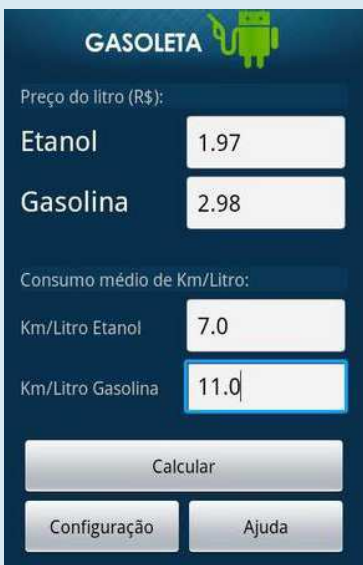 GASOLETA
Preço do litro (R$):
Etanol 1.97
Gasolina 2.98
Consumo médio de Km/Litro:
Km/Litro Etanol 7.0
Km/Litro Gasolina 11.0
Calcular
Configuração Ajuda